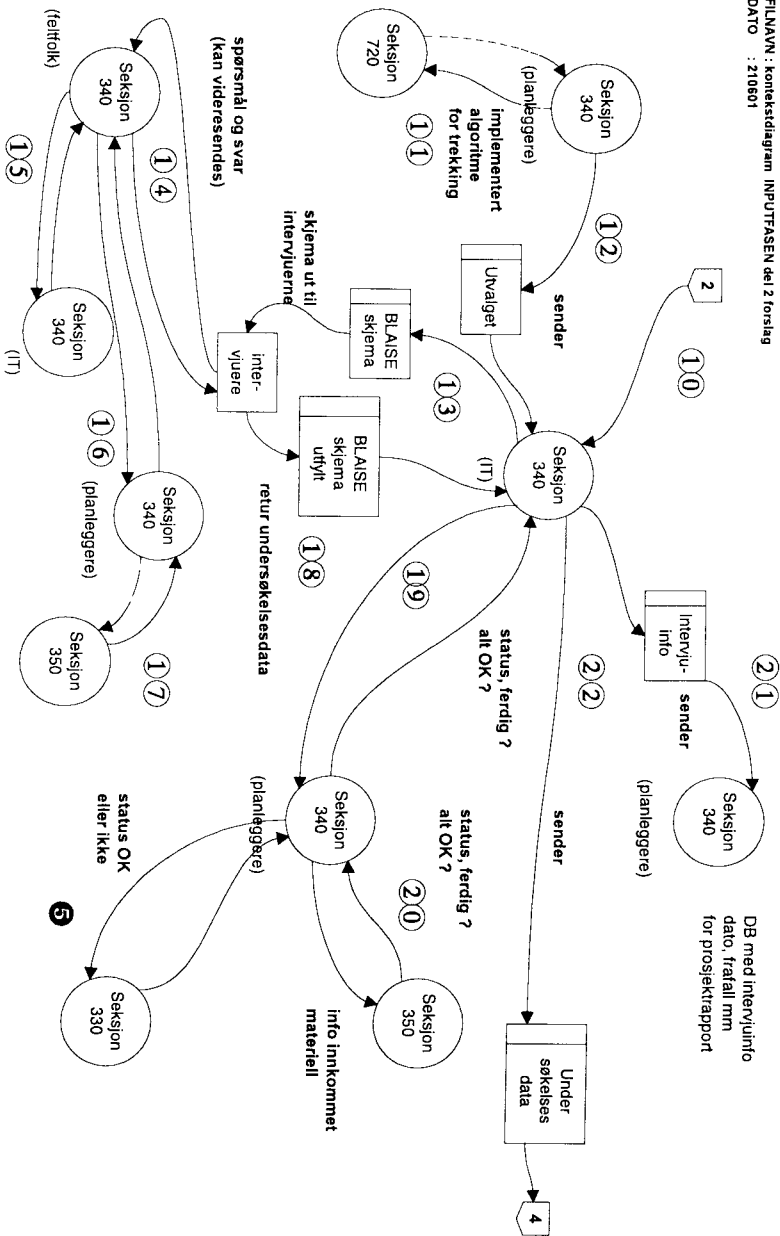 FILNAVN : kontekstdiagram INPUTFASEN del 2 forslag
DATO : 210601
2
10
Seksjon
340
(planleggere)
Seksjon
720
11
implementert
algoritme
for trekking
12
sender
Utvalget
Seksjon
340
(IT)
13
BLAISE
skjema
skjema ut til
intervjuerne
inter-
vjuere
BLAISE
skjema
utfylt
18
retur undersøkelsesdata
spørsmål og svar
(kan videresendes)
14
Seksjon
340
(feltfolk)
15
Seksjon
340
(IT)
16
Seksjon
340
(planleggere)
17
Seksjon
350
21
Intervju-
info
sender
Seksjon
340
(planleggere)
DB med intervjuinfo
dato, frafall mm
for prosjektrapport
22
sender
Under
søkelses
data
4
19
status, ferdig ?
alt OK ?
Seksjon
340
(planleggere)
status, ferdig ?
alt OK ?
20
Seksjon
350
info innkommet
materiell
status OK
eller ikke
5
Seksjon
330